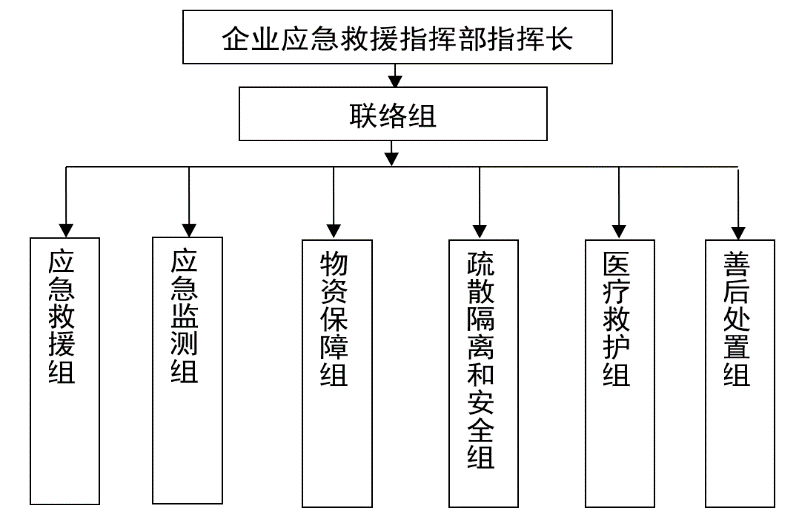 企业应急救援指挥部指挥长
联络组
应急救援组
应急监测组
物资保障组
疏散隔离和安全组
医疗救护组
善后处置组